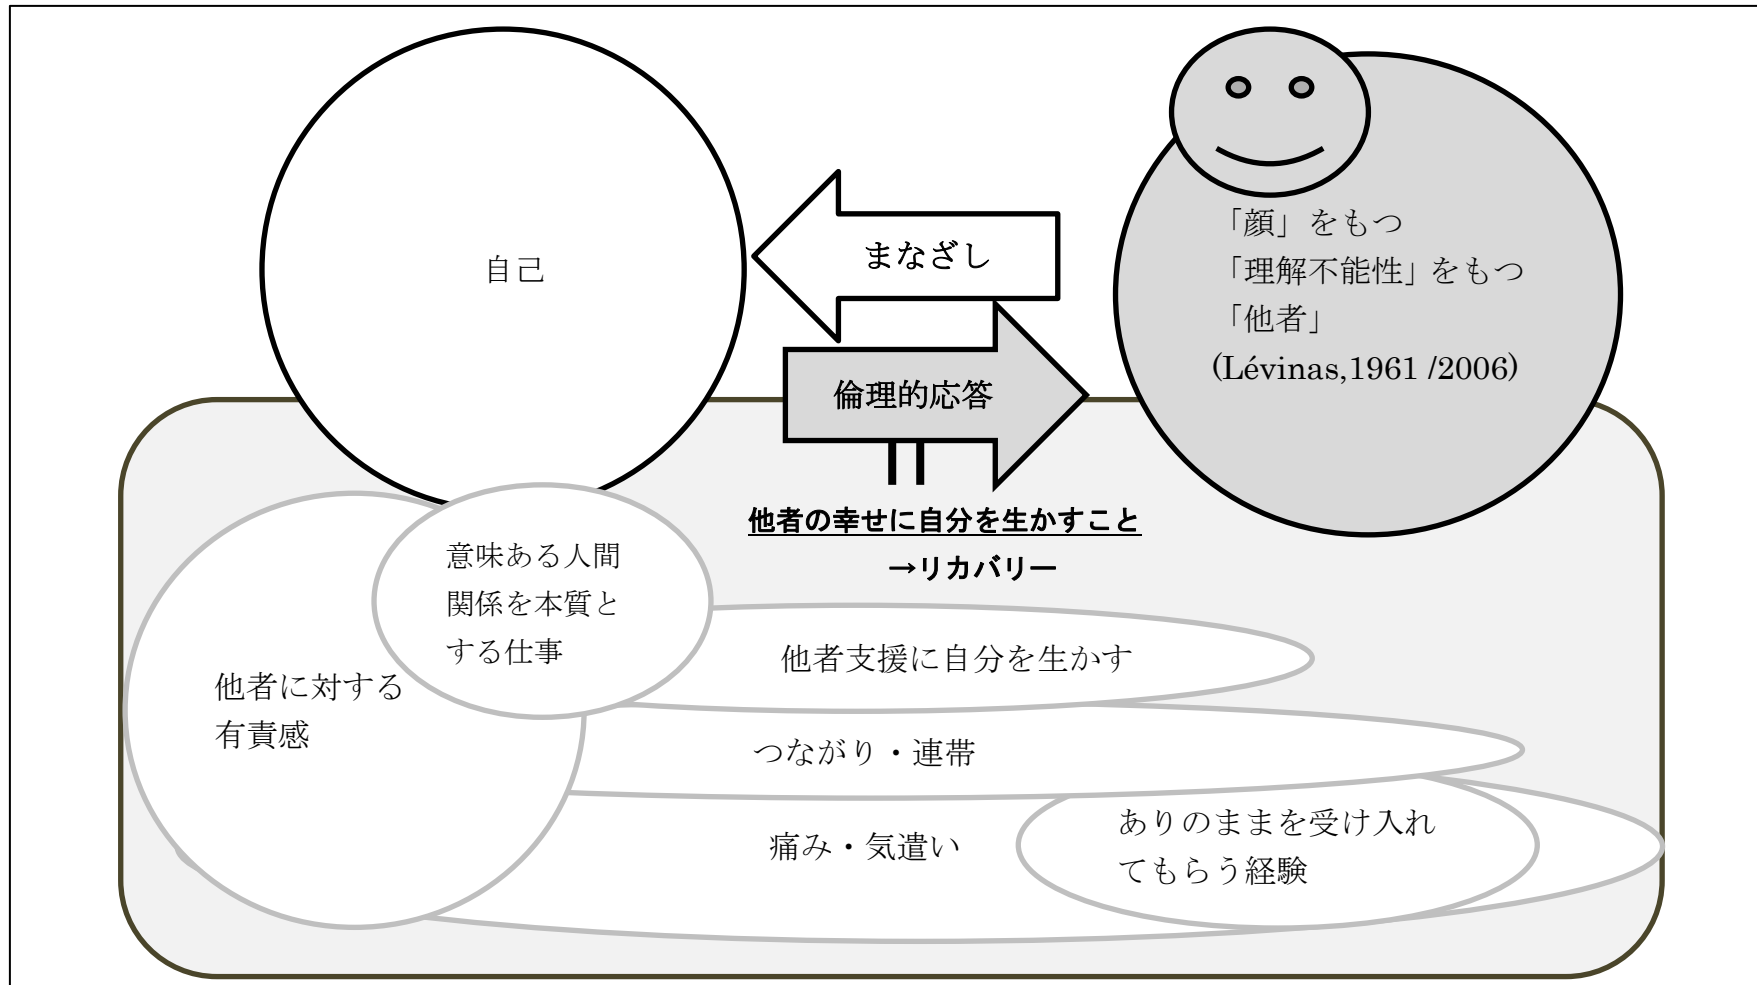 自己
まなざし
倫理的応答
「顔」をもつ
「理解不能性」をもつ
「他者」
(Lévinas,1961 /2006)
他者の幸せに自分を生かすこと
→リカバリー
意味ある人間
関係を本質と
する仕事
他者に対する
有責感
他者支援に自分を生かす
つながり・連帯
痛み・気遣い
ありのままを受け入れ
てもらう経験